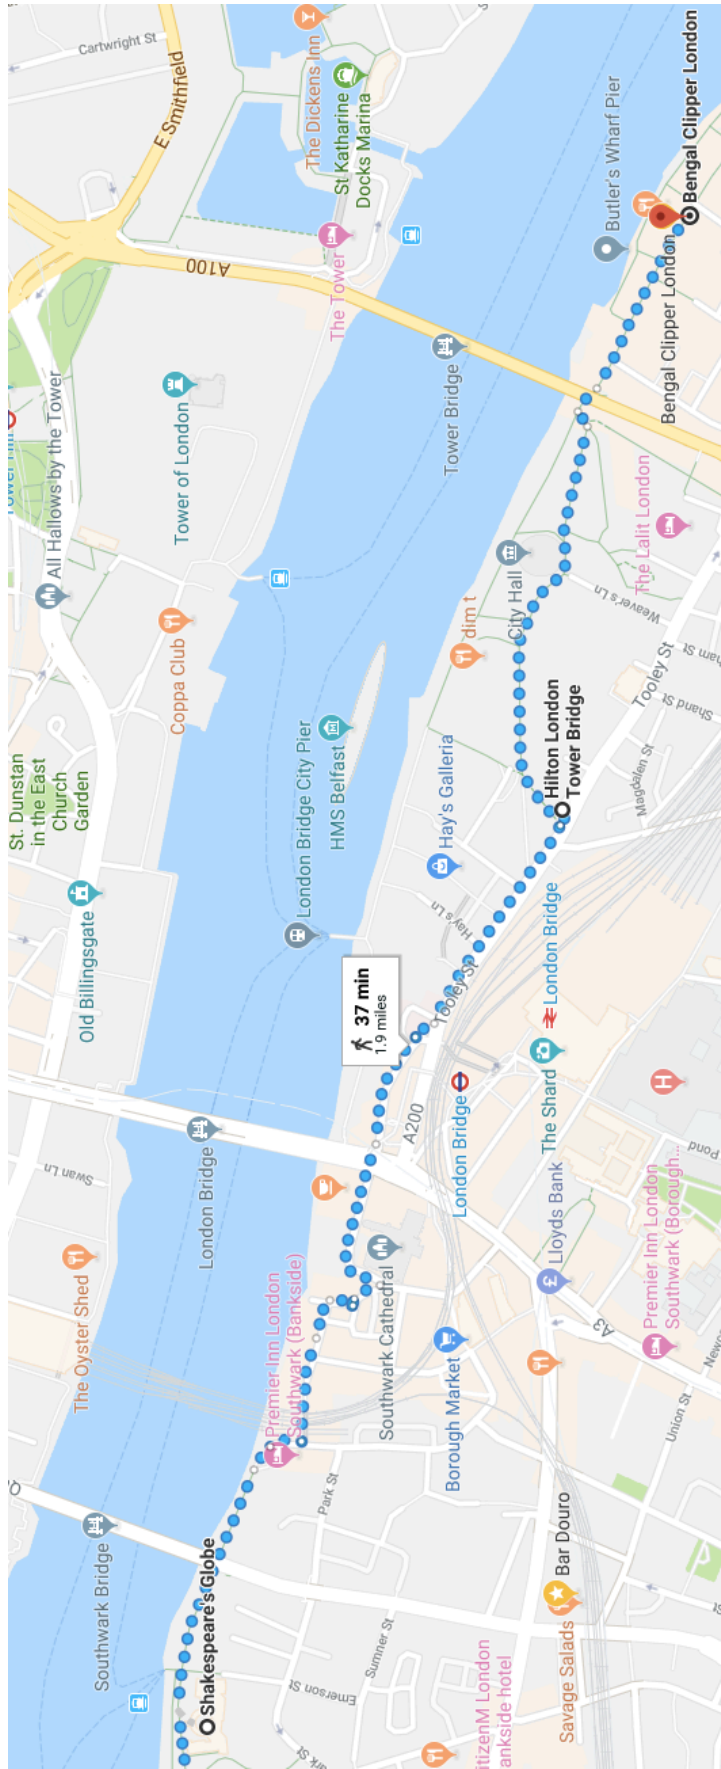 Cartwright St
E Smithfield
The Dickens Inn
St Katharine
Docks Marina
Butler's Wharf Pier
Bengal Clipper London
Bengal Clipper London
A100
The Tower
Tower Bridge
Tower of London
All Hallows by the Tower
Coppa Club
City Hall
The Lalit London
Weaver's Ln
dim t
Tooley St
Shand St
Magdalen St
Hilton London
Tower Bridge
St. Dunstan
in the East
Church
Garden
Old Billingsgate
London Bridge City Pier
HMS Belfast
Hay's Galleria
Hay's Ln
Tooley St
London Bridge
37 min
1.9 miles
The Shard
London Bridge
A200
H
Pond
Swan Ln
London Bridge
Lloyds Bank
£
Premier Inn London
Southwark (Borough...
A3
The Oyster Shed
Premier Inn London
Southwark (Bankside)
Southwark Cathedral
Borough Market
Union St
Park St
Southwark Bridge
Shakespeare's Globe
Bar Douro
Savage Salads
Sumner St
Emerson St
itizenM London
ankside hotel
ark St